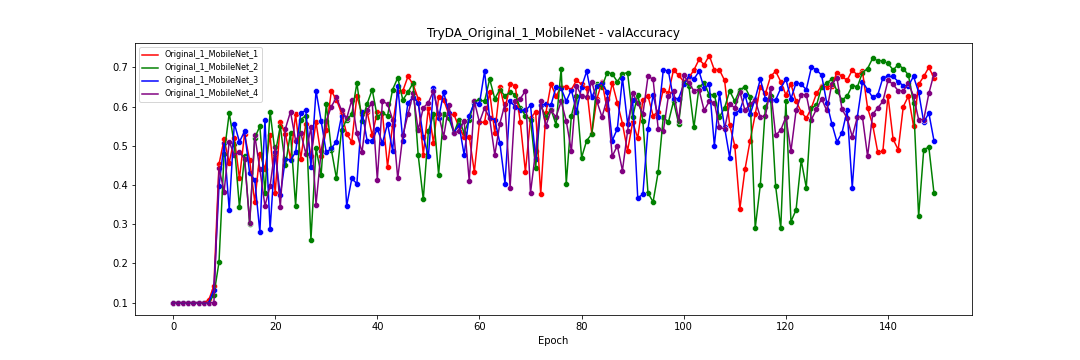 TryDA_Original_1_MobileNet - valAccuracy
Original_1_MobileNet_1
Original_1_MobileNet_2
Original_1_MobileNet_3
Original_1_MobileNet_4
0.7
0.6
0.5
0.4
0.3
0.2
0.1
0 20 40 60 80 100 120 140
Epoch